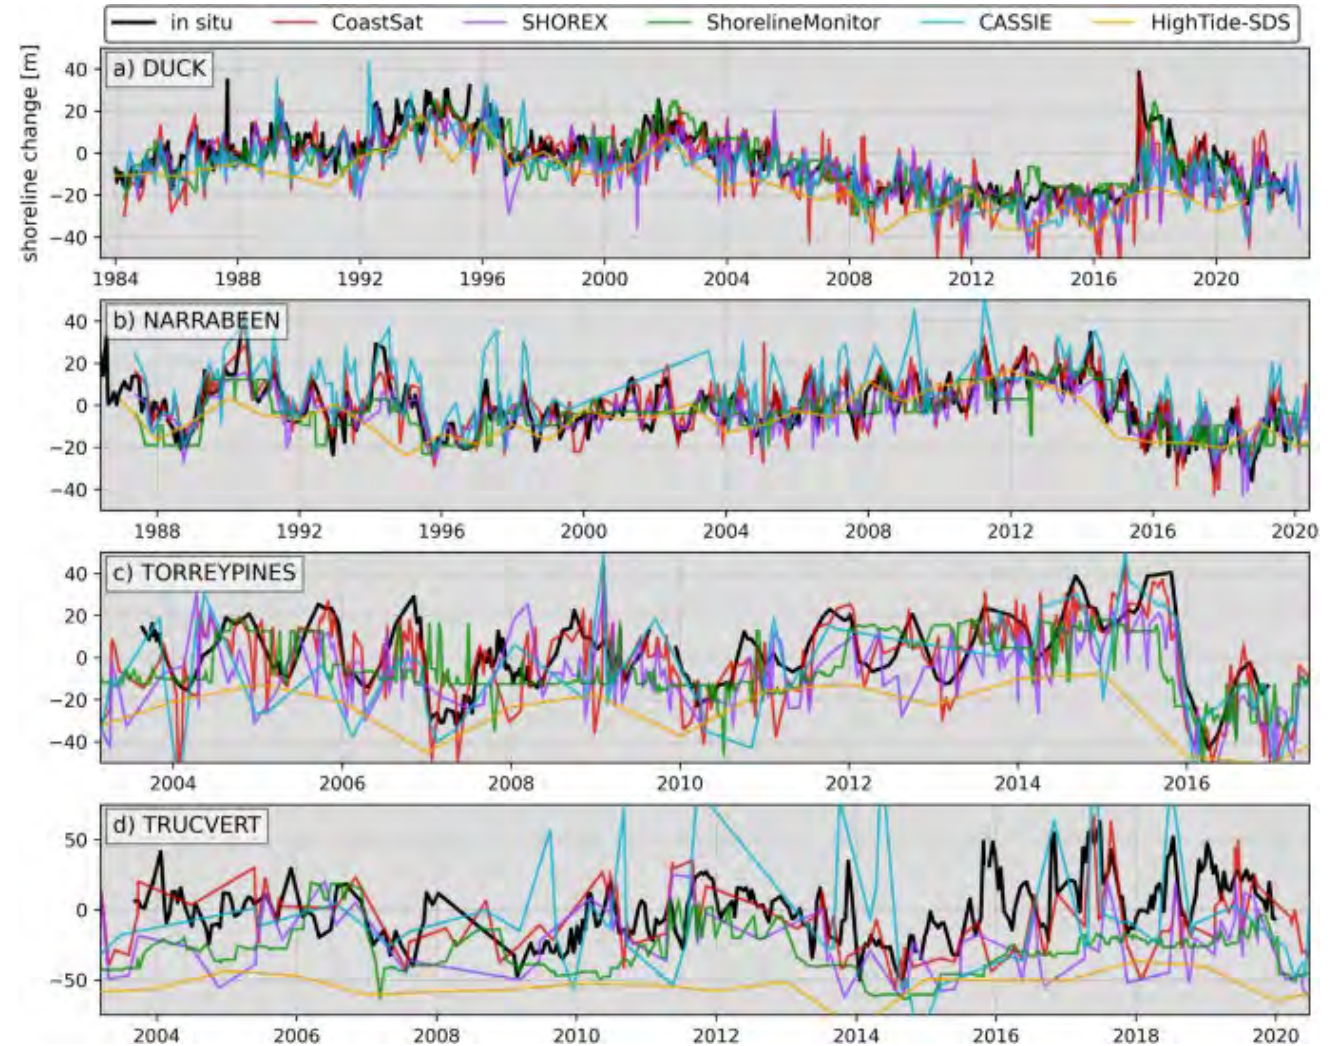 in situ CoastSat SHOREX ShorelineMonitor CASSIE HighTide-SDS
shoreline change [m]
a) DUCK
40
20
0
−20
−40
1984 1988 1992 1996 2000 2004 2008 2012 2016 2020
b) NARRABEEN
40
20
0
−20
−40
1988 1992 1996 2000 2004 2008 2012 2016 2020
c) TORREYPINES
40
20
0
−20
−40
2004 2006 2008 2010 2012 2014 2016
d) TRUCVERT
50
0
−50
2004 2006 2008 2010 2012 2014 2016 2018 2020